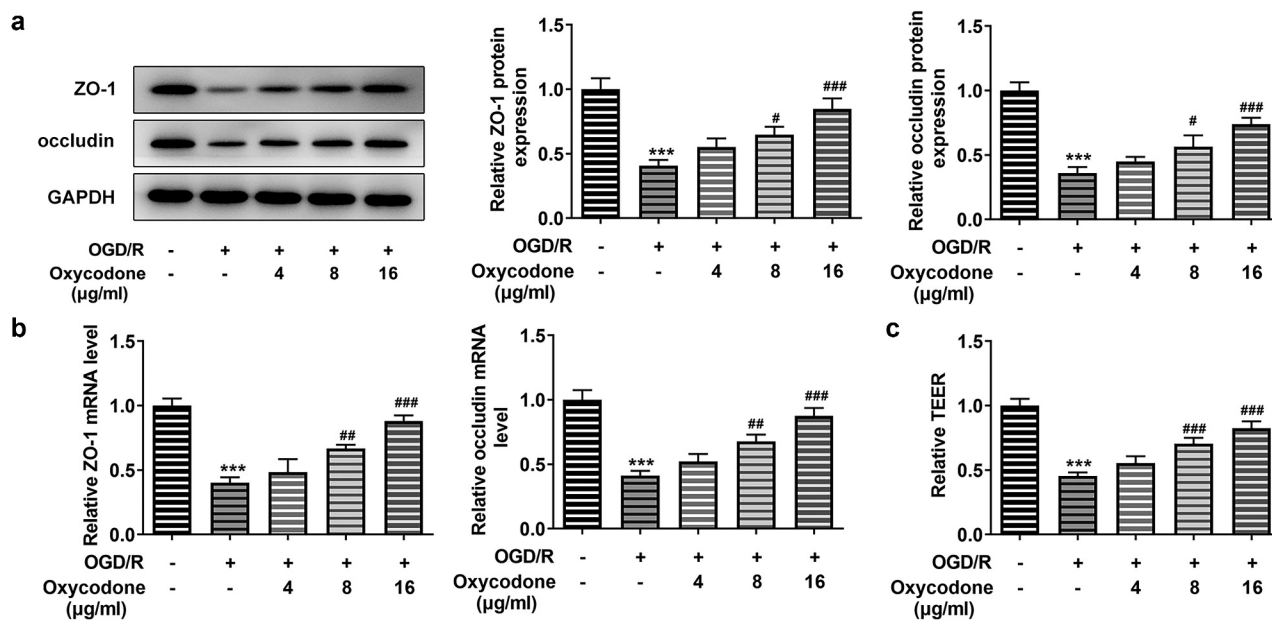 a
ZO-1
occludin
GAPDH
OGD/R - + + + +
Oxycodone - - 4 8 16
(μg/ml)
Relative ZO-1 protein
expression
1.5
1.0
0.5
0.0
***
#
###
OGD/R - + + + +
Oxycodone - - 4 8 16
(μg/ml)
Relative occludin protein
expression
1.5
1.0
0.5
0.0
***
#
###
OGD/R - + + + +
Oxycodone - - 4 8 16
(μg/ml)
b
Relative ZO-1 mRNA level
1.5
1.0
0.5
0.0
***
##
###
OGD/R - + + + +
Oxycodone - - 4 8 16
(μg/ml)
Relative occludin mRNA
level
1.5
1.0
0.5
0.0
***
##
###
OGD/R - + + + +
Oxycodone - - 4 8 16
(μg/ml)
c
Relative TEER
1.5
1.0
0.5
0.0
***
###
###
OGD/R - + + + +
Oxycodone - - 4 8 16
(μg/ml)